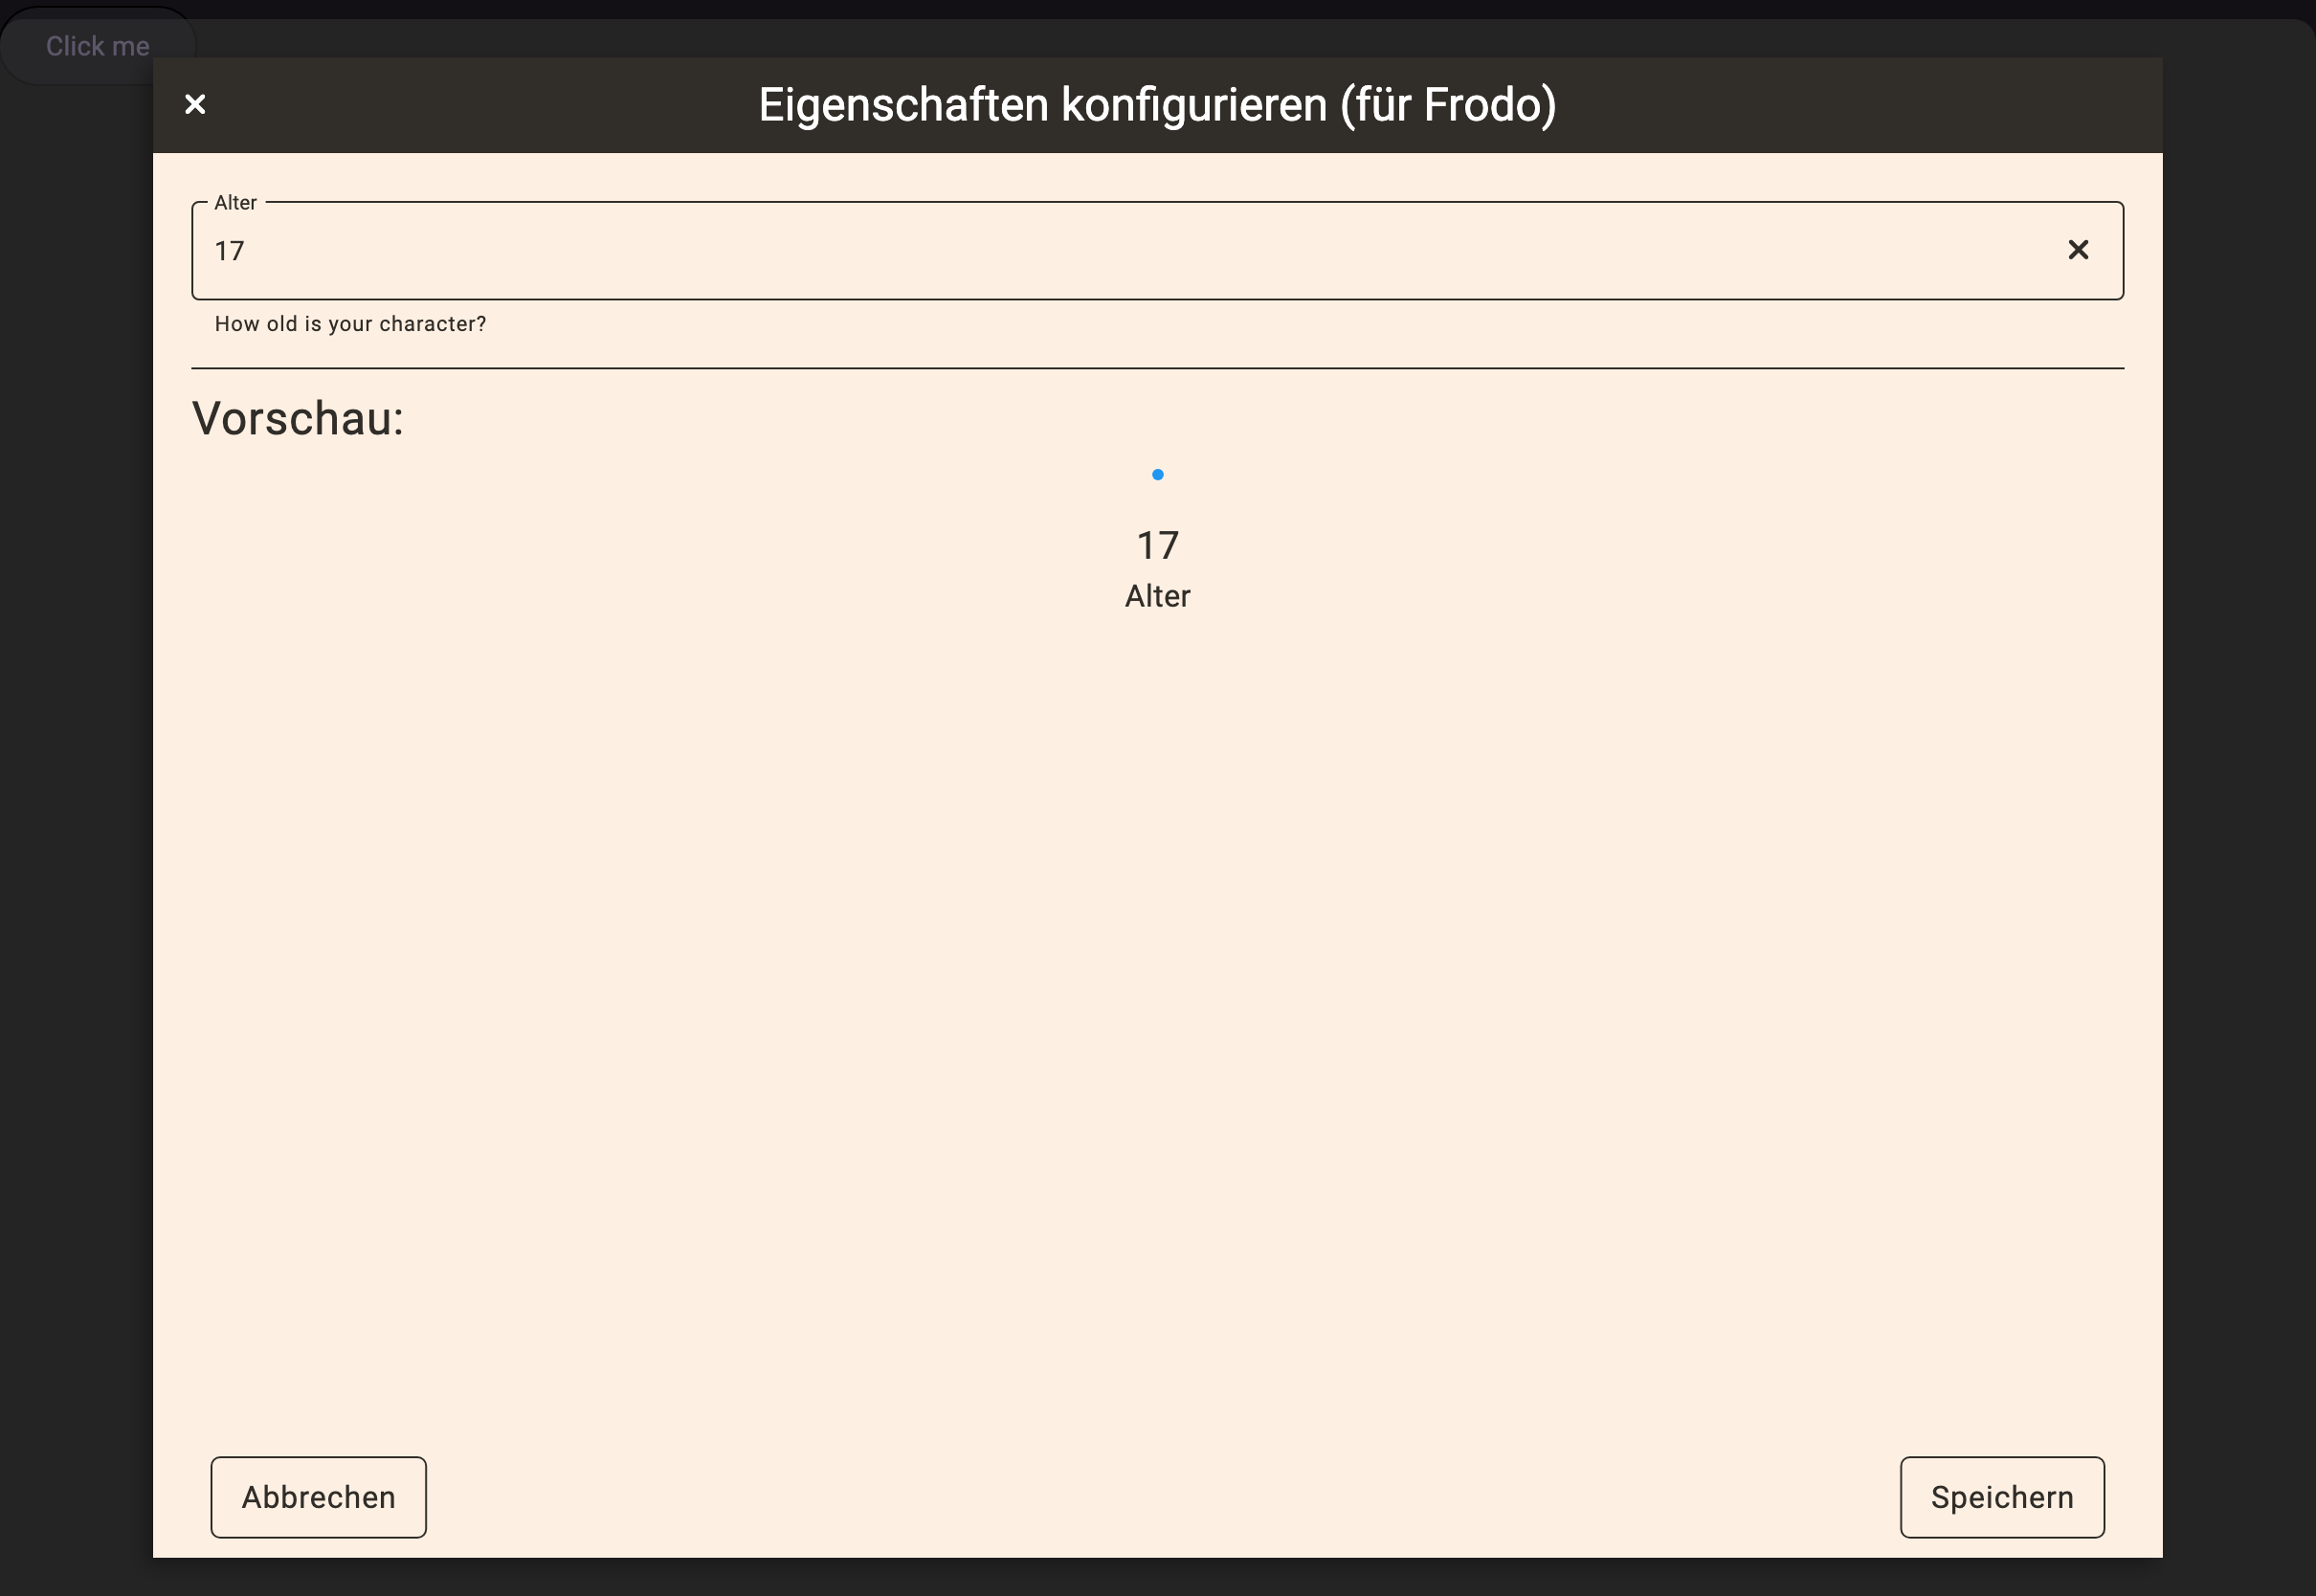 Click me
Eigenschaften konfigurieren (für Frodo)
Alter
17
How old is your character?
Vorschau:
17
Alter
Abbrechen
Speichern